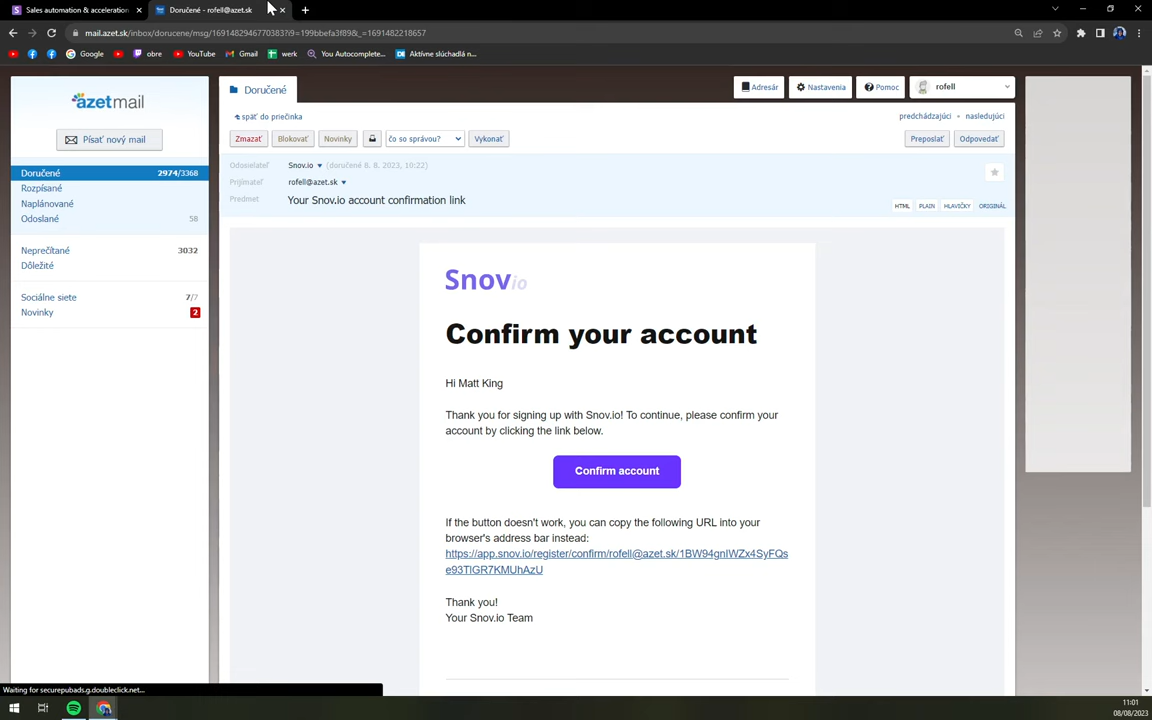 Sales automation & acceleration
Doručené - rofell@azet.sk
mail.azet.sk/inbox/dorucene/msg/1691482946770383?i9=199bbefa3f89&_=1691482218657
Google
obre
YouTube
Gmail
werk
You Autocomplete...
Aktívne slúchadlá n...
azetmail
Písať nový mail
Doručené 2974/3368
Rozpísané
Naplánované
Odoslané 58
Neprečítané 3032
Dôležité
Sociálne siete 7/7
Novinky 2
Doručené
Adresár
Nastavenia
Pomoc
rofell
späť do priečinka
predchádzajúci • nasledujúci
Zmazať
Blokovať
Novinky
čo so správou?
Vykonať
Preposlať
Odpovedať
Odosielateľ Snov.io (doručené 8. 8. 2023, 10:22)
Prijímateľ rofell@azet.sk
Predmet Your Snov.io account confirmation link
HTML PLAIN HLAVIČKY ORIGINÁL
Snovio
Confirm your account
Hi Matt King
Thank you for signing up with Snov.io! To continue, please confirm your
account by clicking the link below.
Confirm account
If the button doesn't work, you can copy the following URL into your
browser's address bar instead:
https://app.snov.io/register/confirm/rofell@azet.sk/1BW94gnIWZx4SyFQs
e93TlGR7KMUhAzU
Thank you!
Your Snov.io Team
Waiting for securepubads.g.doubleclick.net...
11:01
08/08/2023